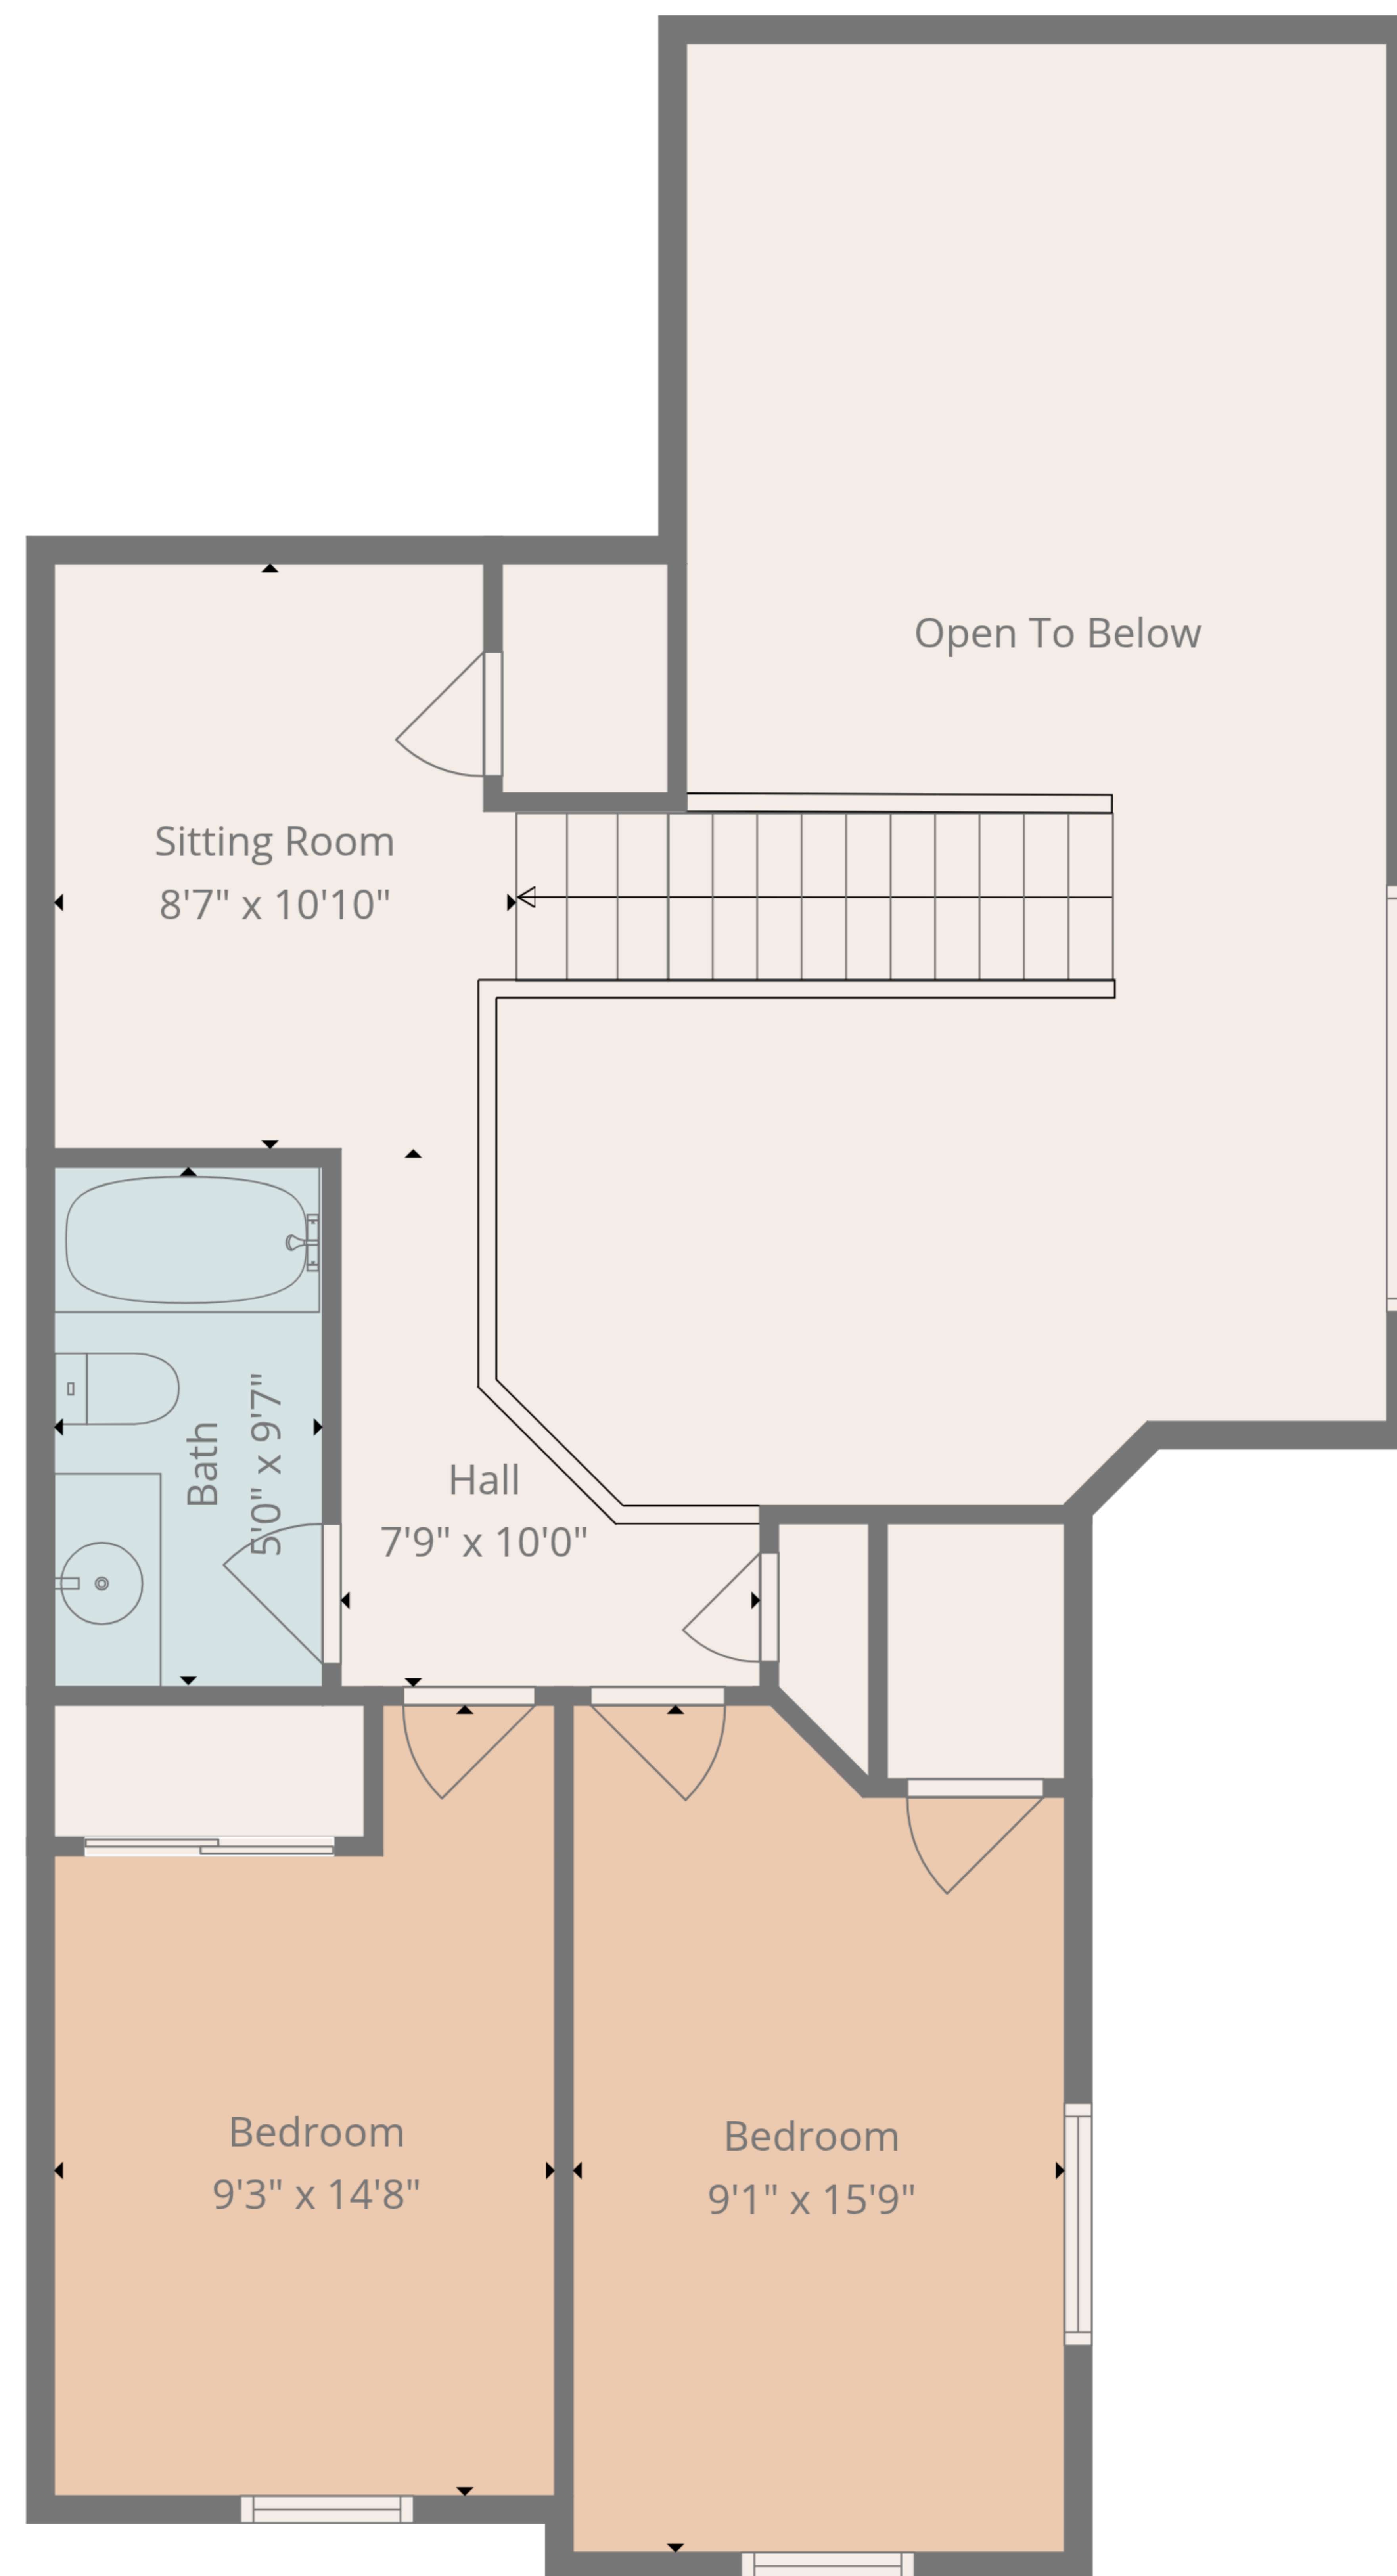 Open To Below
Sitting Room
8'7" x 10'10"
Bath
5'0" x 9'7"
Hall
7'9" x 10'0"
Bedroom
9'3" x 14'8"
Bedroom
9'1" x 15'9"